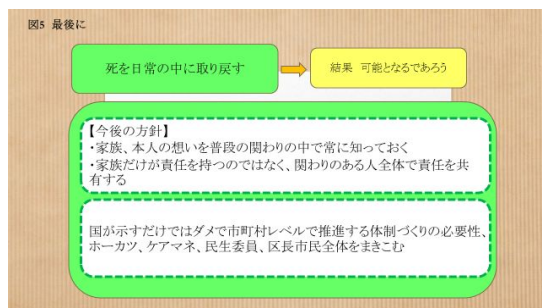 図5 最後に
死を日常の中に取り戻す
結果 可能となるであろう
【今後の方針】
・家族、本人の想いを普段の関わりの中で常に知っておく
・家族だけが責任を持つのではなく、関わりのある人全体で責任を共
有する
国が示すだけではダメで市町村レベルで推進する体制づくりの必要性、
ホーカツ、ケアマネ、民生委員、区長市民全体をまきこむ